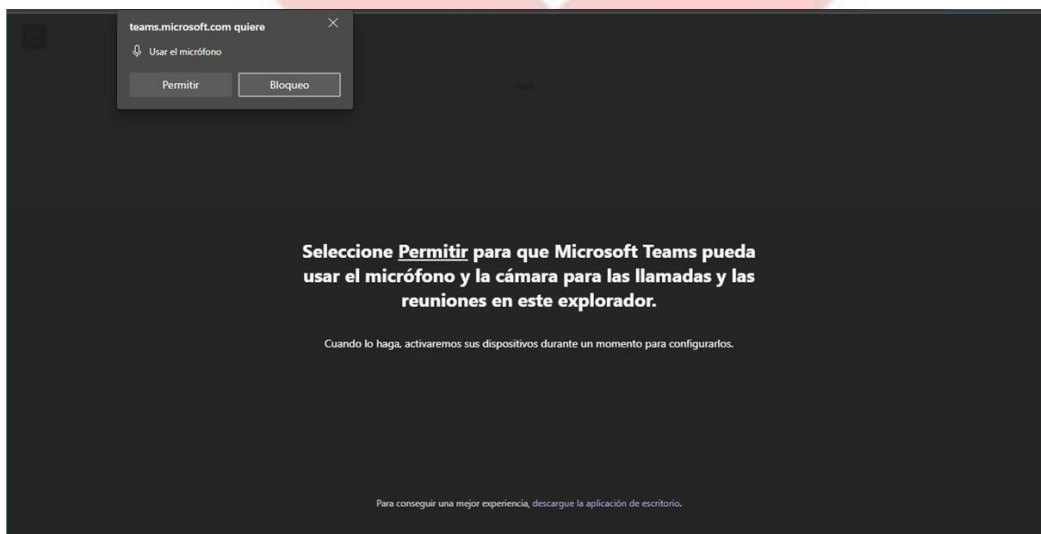 teams.microsoft.com quiere
Usar el micrófono
Permitir
Bloqueo
Seleccione Permitir para que Microsoft Teams pueda
usar el micrófono y la cámara para las llamadas y las
reuniones en este explorador.
Cuando lo haga, activaremos sus dispositivos durante un momento para configurarlos.
Para conseguir una mejor experiencia, descargue la aplicación de escritorio.